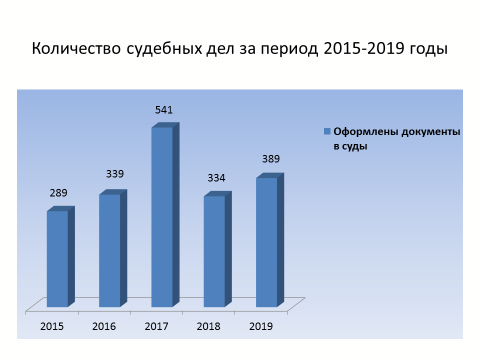 Количество судебных дел за период 2015-2019 годы
541
Оформлены документы
в суды
389
339
334
289
2015 2016 2017 2018 2019